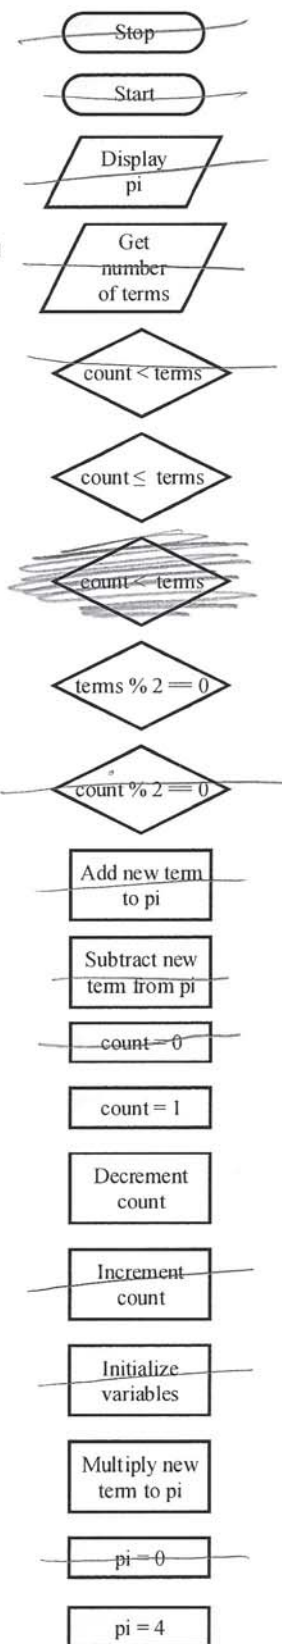 Stop
Start
Display
pi
Get
number
of terms
count < terms
count ≤ terms
count < terms
terms % 2 == 0
count % 2 == 0
Add new term
to pi
Subtract new
term from pi
count = 0
count = 1
Decrement
count
Increment
count
Initialize
variables
Multiply new
term to pi
pi = 0
pi = 4